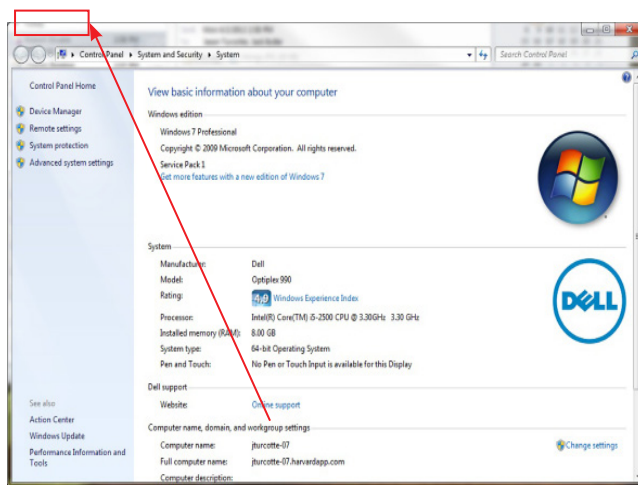 Control Panel ▸ System and Security ▸ System
Search Control Panel
Control Panel Home
Device Manager
Remote settings
System protection
Advanced system settings
See also
Action Center
Windows Update
Performance Information and
Tools
View basic information about your computer
Windows edition
Windows 7 Professional
Copyright © 2009 Microsoft Corporation. All rights reserved.
Service Pack 1
Get more features with a new edition of Windows 7
System
Manufacturer: Dell
Model: Optiplex 990
Rating: 4.9 Windows Experience Index
Processor: Intel(R) Core(TM) i5-2500 CPU @ 3.30GHz 3.30 GHz
Installed memory (RAM): 8.00 GB
System type: 64-bit Operating System
Pen and Touch: No Pen or Touch Input is available for this Display
DELL
Dell support
Website: Online support
Computer name, domain, and workgroup settings
Computer name: jturcotte-07
Change settings
Full computer name: jturcotte-07.harvardapp.com
Computer description: